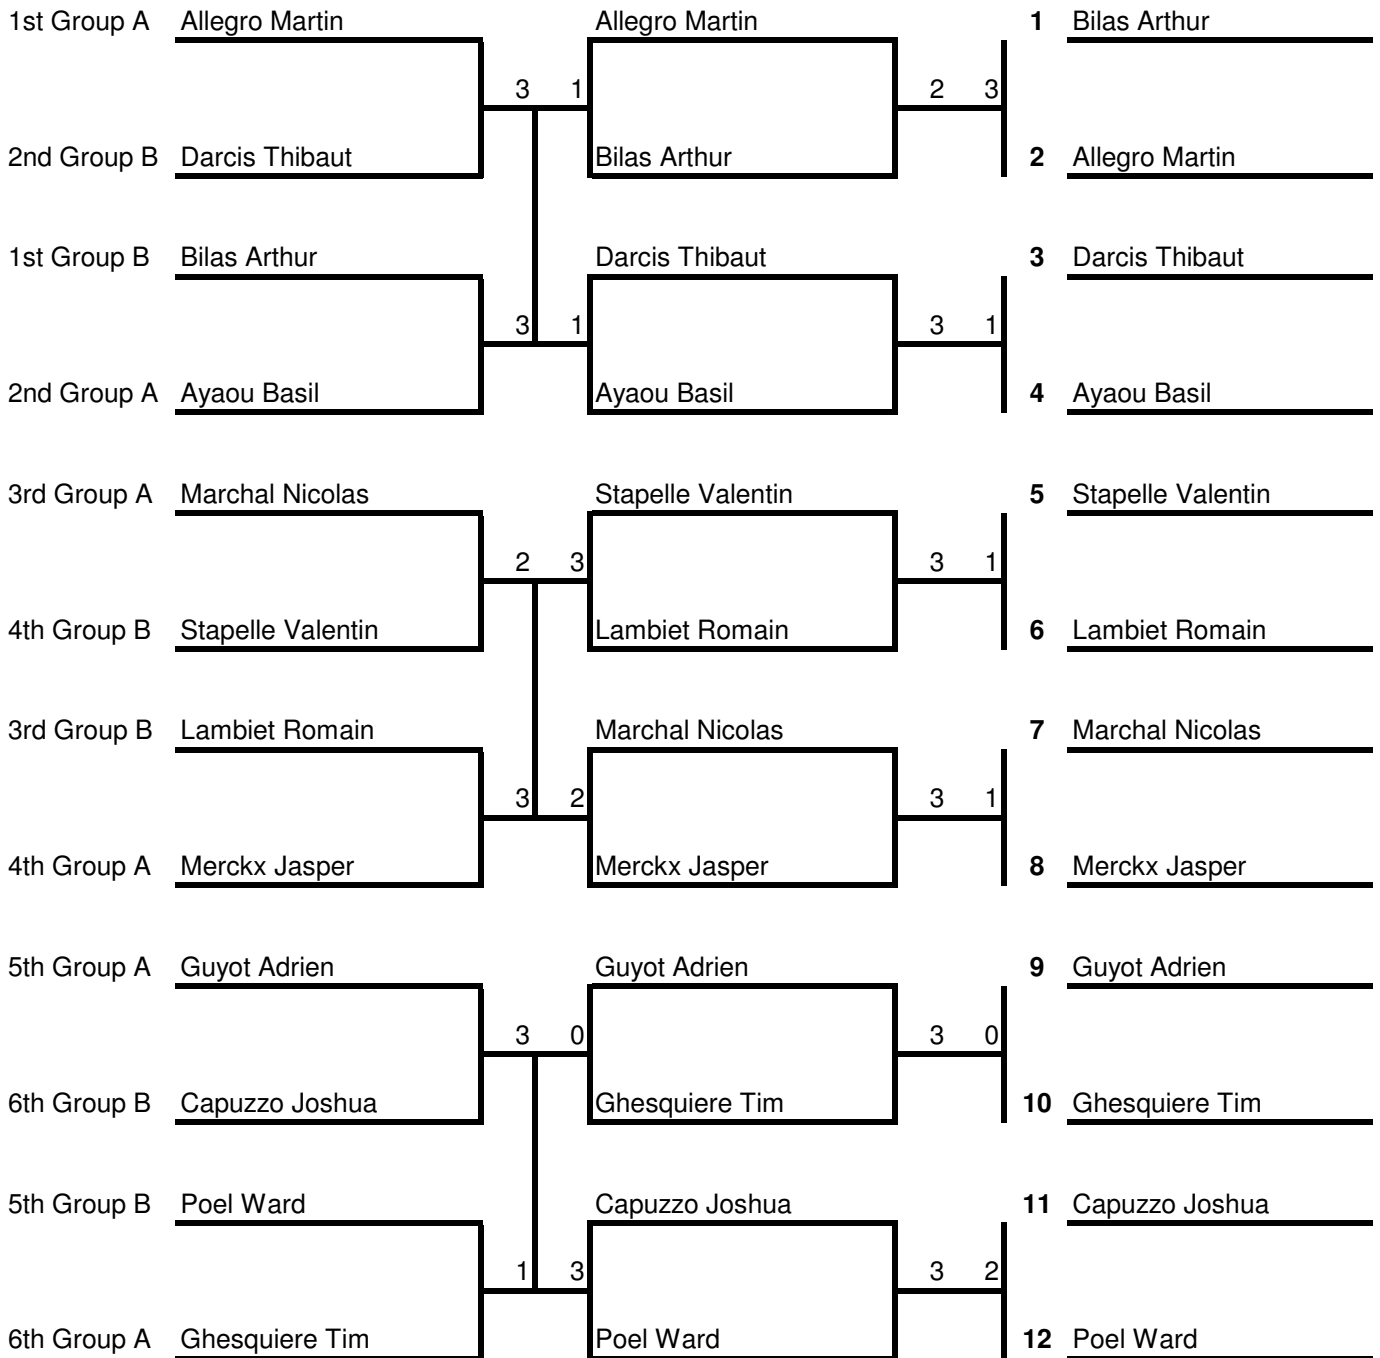 1st Group A Allegro Martin Allegro Martin 1 Bilas Arthur
3 1 2 3
2nd Group B Darcis Thibaut Bilas Arthur 2 Allegro Martin
1st Group B Bilas Arthur Darcis Thibaut 3 Darcis Thibaut
3 1 3 1
2nd Group A Ayaou Basil Ayaou Basil 4 Ayaou Basil
3rd Group A Marchal Nicolas Stapelle Valentin 5 Stapelle Valentin
2 3 3 1
4th Group B Stapelle Valentin Lambiet Romain 6 Lambiet Romain
3rd Group B Lambiet Romain Marchal Nicolas 7 Marchal Nicolas
3 2 3 1
4th Group A Merckx Jasper Merckx Jasper 8 Merckx Jasper
5th Group A Guyot Adrien Guyot Adrien 9 Guyot Adrien
3 0 3 0
6th Group B Capuzzo Joshua Ghesquiere Tim 10 Ghesquiere Tim
5th Group B Poel Ward Capuzzo Joshua 11 Capuzzo Joshua
1 3 3 2
6th Group A Ghesquiere Tim Poel Ward 12 Poel Ward